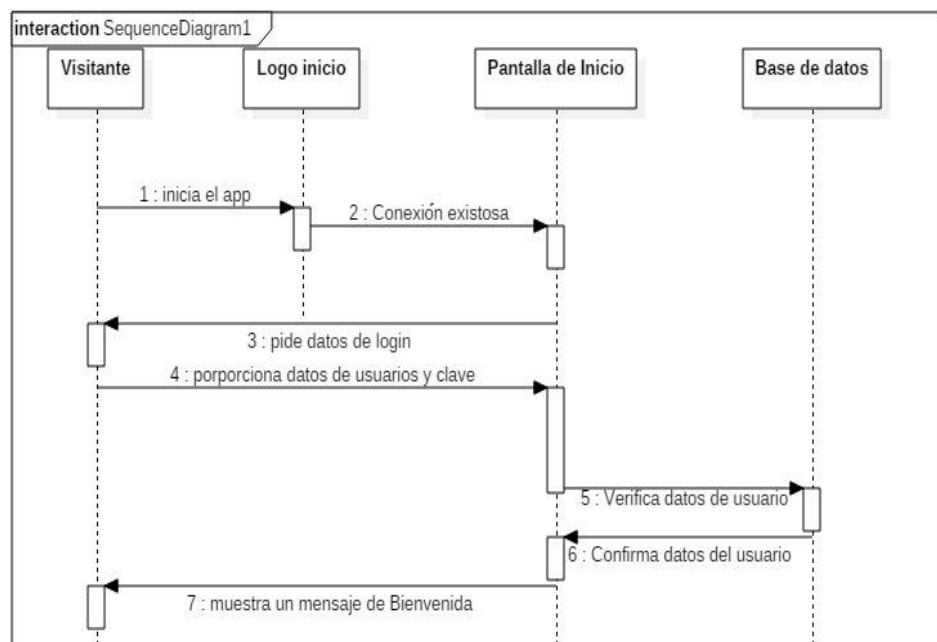 interaction SequenceDiagram1
Visitante
Logo inicio
Pantalla de Inicio
Base de datos
1 : inicia el app
2 : Conexión existosa
3 : pide datos de login
4 : porporciona datos de usuarios y clave
5 : Verifica datos de usuario
6 : Confirma datos del usuario
7 : muestra un mensaje de Bienvenida